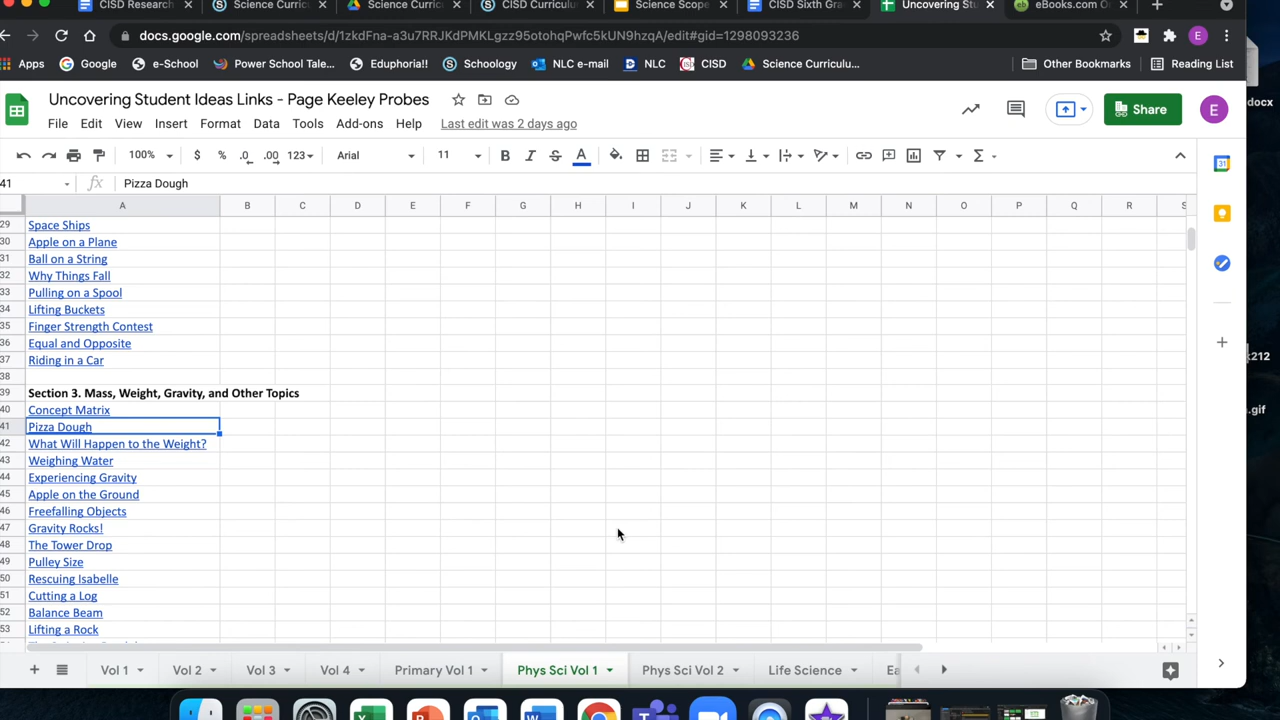 CISD Research
Science Curricu
Science Curric
CISD Curriculu
Science Scope
CISD Sixth Gra
Uncovering Stu
eBooks.com On
docs.google.com/spreadsheets/d/1zkdFna-a3u7RRJKdPMKLgzz95otohqPwfc5kUN9hzqA/edit#gid=1298093236
E
Apps
Google
e-School
Power School Tale...
Eduphoria!!
Schoology
NLC e-mail
NLC
CISD
Science Curriculu...
Other Bookmarks
Reading List
Uncovering Student Ideas Links - Page Keeley Probes
File Edit View Insert Format Data Tools Add-ons Help Last edit was 2 days ago
Share
E
100% $ % .0 .00 123 Arial 11 B I S A
41 fx Pizza Dough
A B C D E F G H I J K L M N O P Q R S
29 Space Ships
30 Apple on a Plane
31 Ball on a String
32 Why Things Fall
33 Pulling on a Spool
34 Lifting Buckets
35 Finger Strength Contest
36 Equal and Opposite
37 Riding in a Car
38
39 Section 3. Mass, Weight, Gravity, and Other Topics
40 Concept Matrix
41 Pizza Dough
42 What Will Happen to the Weight?
43 Weighing Water
44 Experiencing Gravity
45 Apple on the Ground
46 Freefalling Objects
47 Gravity Rocks!
48 The Tower Drop
49 Pulley Size
50 Rescuing Isabelle
51 Cutting a Log
52 Balance Beam
53 Lifting a Rock
Vol 1 Vol 2 Vol 3 Vol 4 Primary Vol 1 Phys Sci Vol 1 Phys Sci Vol 2 Life Science Ea
31
docx
212
.gif